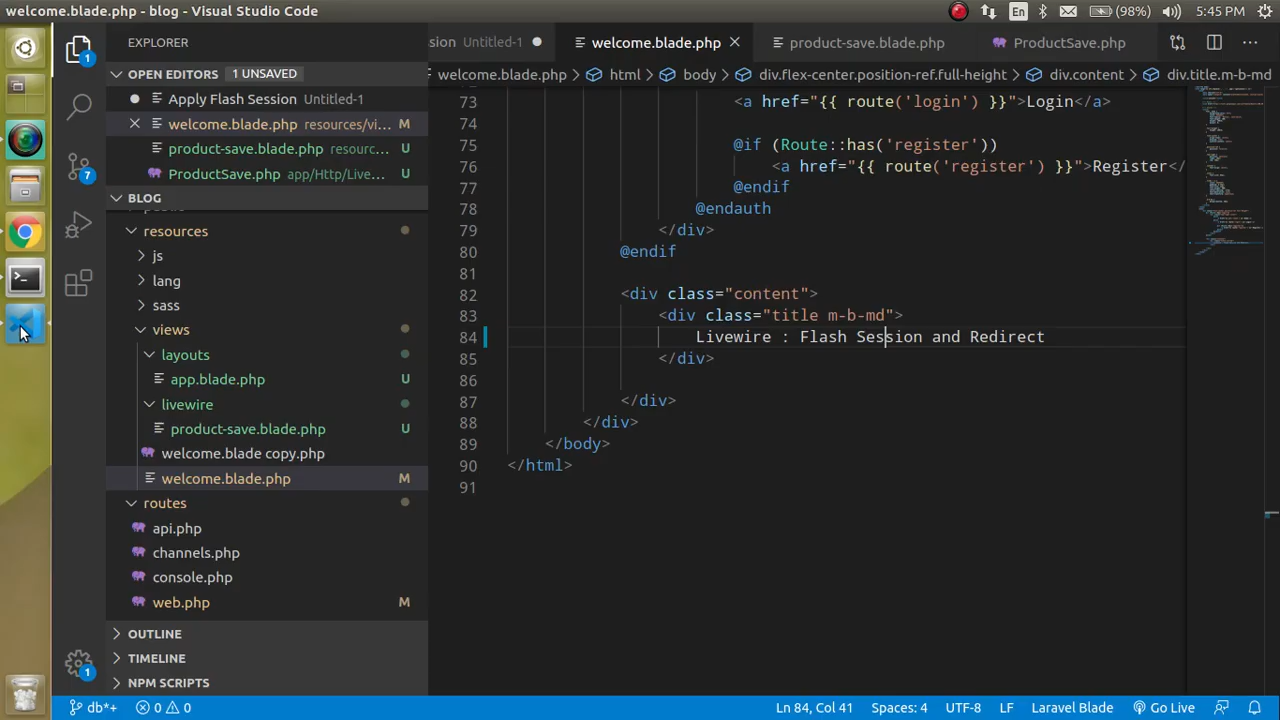 welcome.blade.php - blog - Visual Studio Code
En
(98%)
5:45 PM
EXPLORER
OPEN EDITORS
1 UNSAVED
Apply Flash Session Untitled-1
welcome.blade.php resources/vi... M
product-save.blade.php resourc... U
ProductSave.php app/Http/Live... U
BLOG
resources
js
lang
sass
views
layouts
app.blade.php U
livewire
product-save.blade.php U
welcome.blade copy.php
welcome.blade.php M
routes
api.php
channels.php
console.php
web.php M
OUTLINE
TIMELINE
NPM SCRIPTS
1
7
1
ssion Untitled-1
welcome.blade.php
product-save.blade.php
ProductSave.php
welcome.blade.php > html > body > div.flex-center.position-ref.full-height > div.content > div.title.m-b-md
73 <a href="{{ route('login') }}">Login</a>
74
75 @if (Route::has('register'))
76 <a href="{{ route('register') }}">Register</
77 @endif
78 @endauth
79 </div>
80 @endif
81
82 <div class="content">
83 <div class="title m-b-md">
84 Livewire : Flash Session and Redirect
85 </div>
86
87 </div>
88 </div>
89 </body>
90 </html>
91
db*+
0
0
Ln 84, Col 41
Spaces: 4
UTF-8
LF
Laravel Blade
Go Live